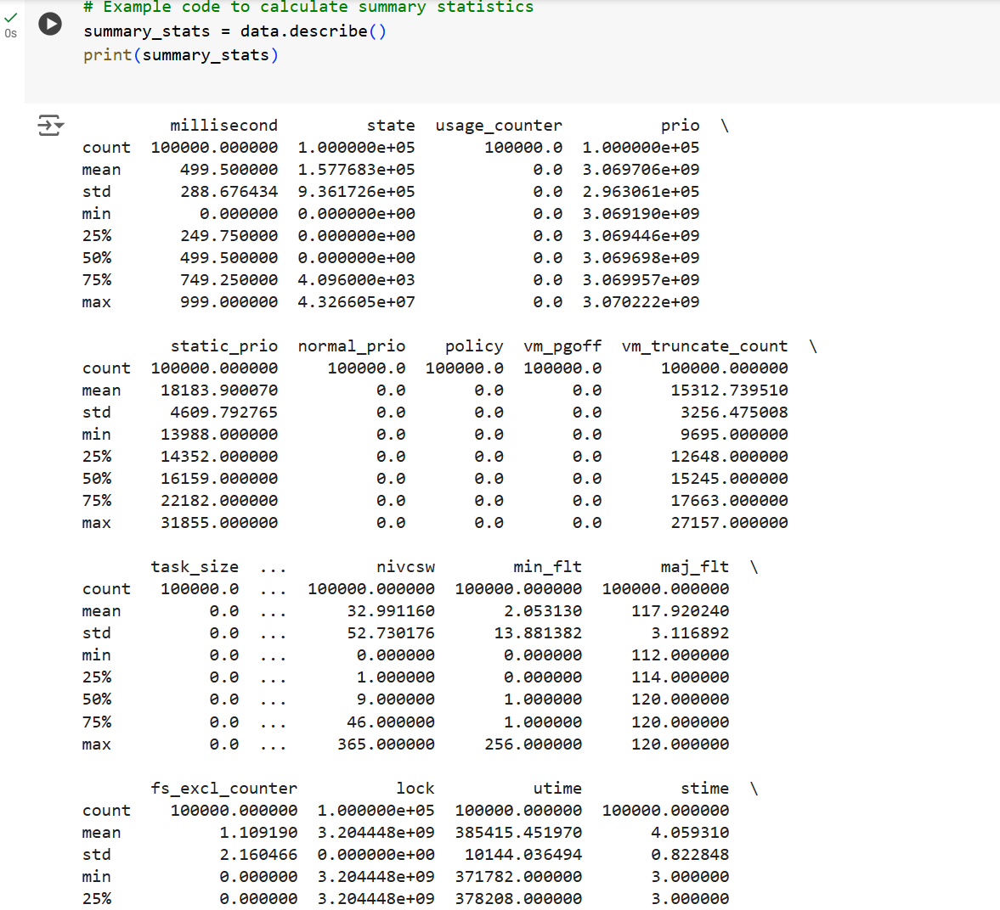 # Example code to calculate summary statistics
summary_stats = data.describe()
print(summary_stats)
0s
millisecond state usage_counter prio \
count 100000.000000 1.000000e+05 100000.0 1.000000e+05
mean 499.500000 1.577683e+05 0.0 3.069706e+09
std 288.676434 9.361726e+05 0.0 2.963061e+05
min 0.000000 0.000000e+00 0.0 3.069190e+09
25% 249.750000 0.000000e+00 0.0 3.069446e+09
50% 499.500000 0.000000e+00 0.0 3.069698e+09
75% 749.250000 4.096000e+03 0.0 3.069957e+09
max 999.000000 4.326605e+07 0.0 3.070222e+09
static_prio normal_prio policy vm_pgoff vm_truncate_count \
count 100000.000000 100000.0 100000.0 100000.0 100000.000000
mean 18183.900070 0.0 0.0 0.0 15312.739510
std 4609.792765 0.0 0.0 0.0 3256.475008
min 13988.000000 0.0 0.0 0.0 9695.000000
25% 14352.000000 0.0 0.0 0.0 12648.000000
50% 16159.000000 0.0 0.0 0.0 15245.000000
75% 22182.000000 0.0 0.0 0.0 17663.000000
max 31855.000000 0.0 0.0 0.0 27157.000000
task_size ... nivcsw min_flt maj_flt \
count 100000.0 ... 100000.000000 100000.000000 100000.000000
mean 0.0 ... 32.991160 2.053130 117.920240
std 0.0 ... 52.730176 13.881382 3.116892
min 0.0 ... 0.000000 0.000000 112.000000
25% 0.0 ... 1.000000 0.000000 114.000000
50% 0.0 ... 9.000000 1.000000 120.000000
75% 0.0 ... 46.000000 1.000000 120.000000
max 0.0 ... 365.000000 256.000000 120.000000
fs_excl_counter lock utime stime \
count 100000.000000 1.000000e+05 100000.000000 100000.000000
mean 1.109190 3.204448e+09 385415.451970 4.059310
std 2.160466 0.000000e+00 10144.036494 0.822848
min 0.000000 3.204448e+09 371782.000000 3.000000
25% 0.000000 3.204448e+09 378208.000000 3.000000